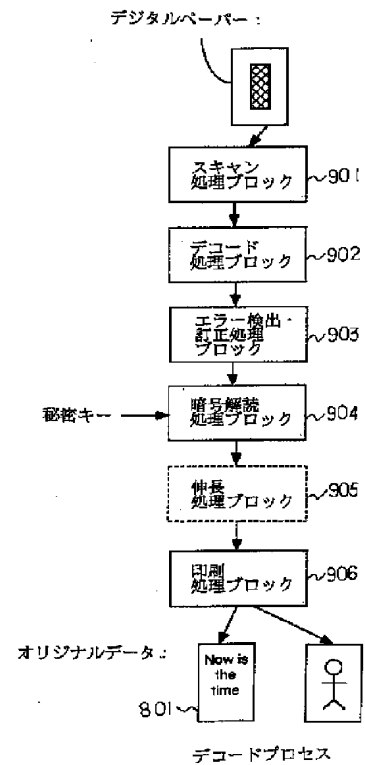 デジタルペーパー：
スキャン
処理ブロック
901
デコード
処理ブロック
902
エラー検出・
訂正処理
ブロック
903
秘密キー
暗号解読
処理ブロック
904
伸長
処理ブロック
905
印刷
処理ブロック
906
オリジナルデータ：
Now is
the
time
801
デコードプロセス